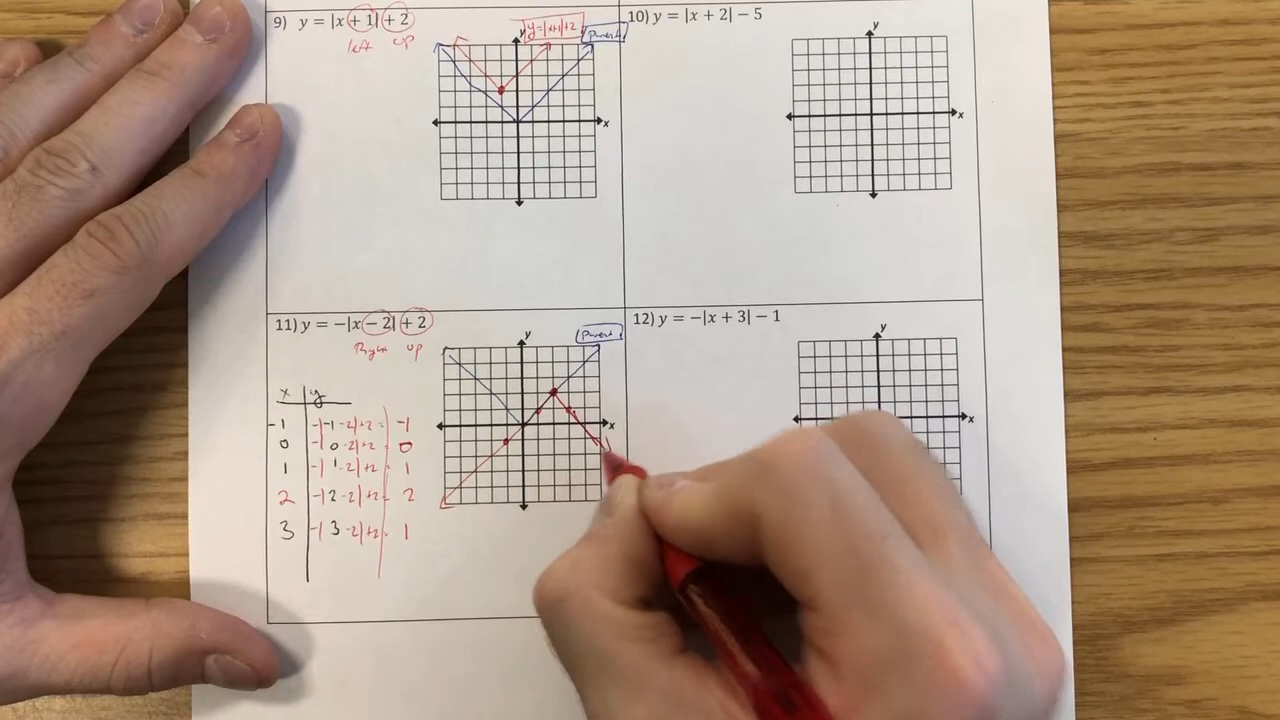 9) y = |x + 1| + 2
left up
y=|x+1|+2
parent
y
x
10) y = |x + 2| − 5
y
x
11) y = −|x − 2| + 2
up
parent
y
x
x y
-1 -|-1-2|+2= -1
0 -|0-2|+2 0
1 -|1-2|+2= 1
2 -|2-2|+2= 2
3 -|3-2|+2= 1
12) y = −|x + 3| − 1
y
x